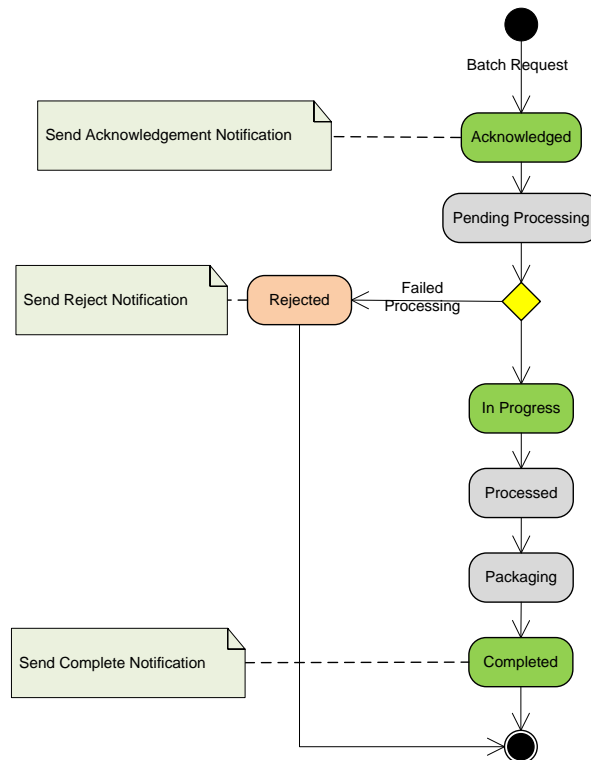 Batch Request
Send Acknowledgement Notification
Acknowledged
Pending Processing
Send Reject Notification
Rejected
Failed
Processing
In Progress
Processed
Packaging
Send Complete Notification
Completed